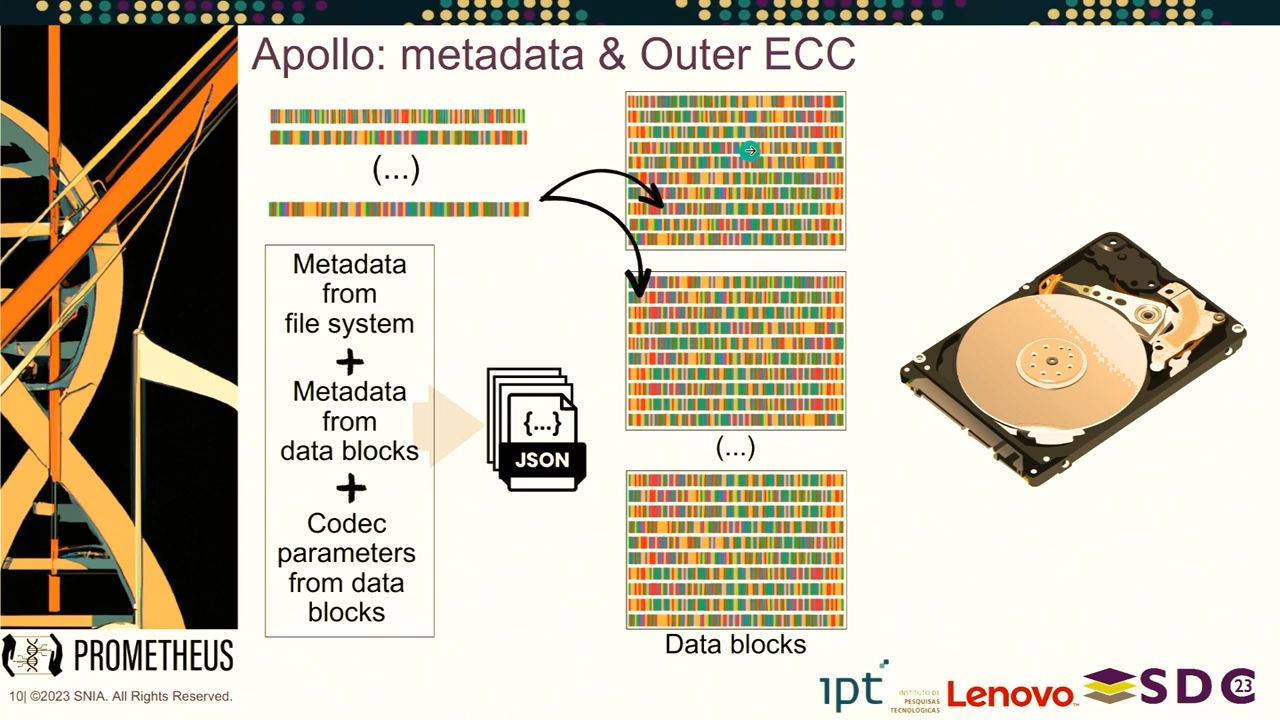 Apollo: metadata & Outer ECC
(...)
Metadata
from
file system
+
Metadata
from
data blocks
+
Codec
parameters
from data
blocks
{...}
JSON
(...)
Data blocks
PROMETHEUS
10| ©2023 SNIA. All Rights Reserved.
ipt
INSTITUTO DE
PESQUISAS
TECNOLÓGICAS
Lenovo™
SDC 23